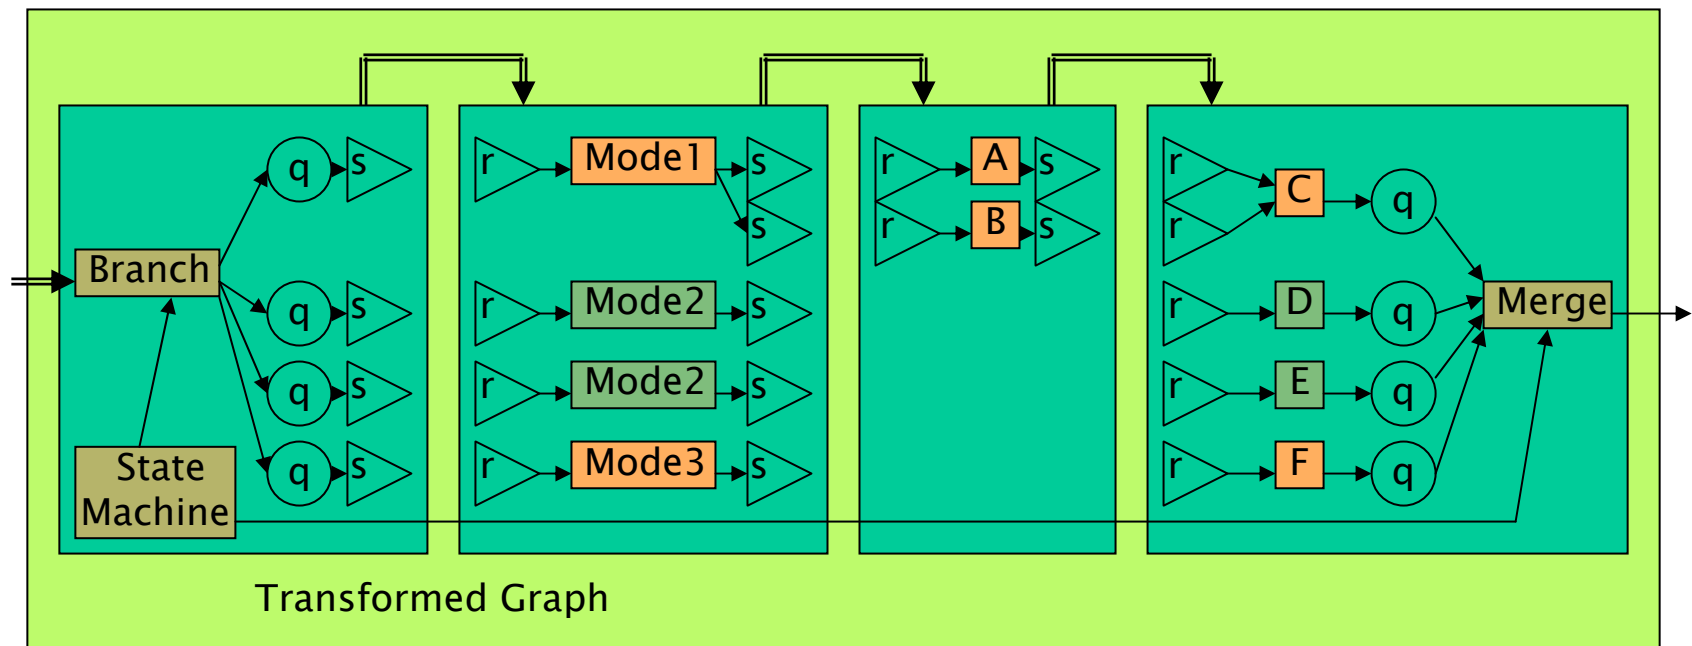 q s r Mode1 s r A s r C q
s r B s r
Branch
q s r Mode2 s r D q Merge
q s r Mode2 s r E q
State
Machine
q s r Mode3 s r F q
Transformed Graph